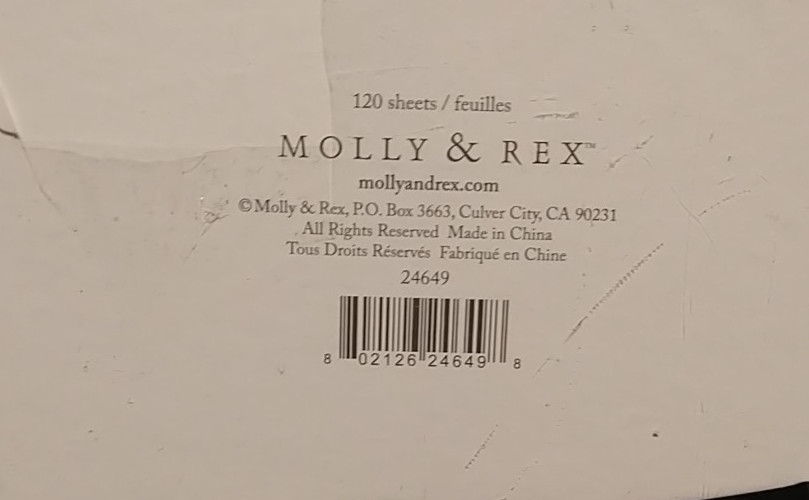 120 sheets / feuilles
MOLLY & REX™
mollyandrex.com
©Molly & Rex, P.O. Box 3663, Culver City, CA 90231
All Rights Reserved Made in China
Tous Droits Réservés Fabriqué en Chine
24649
8 02126 24649 8